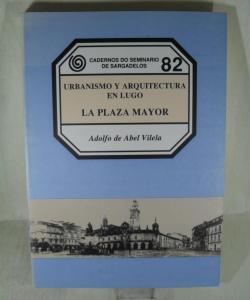 CADERNOS DO SEMINARIO
DE SARGADELOS 82
URBANISMO Y ARQUITECTURA
EN LUGO
LA PLAZA MAYOR
Adolfo de Abel Vilela